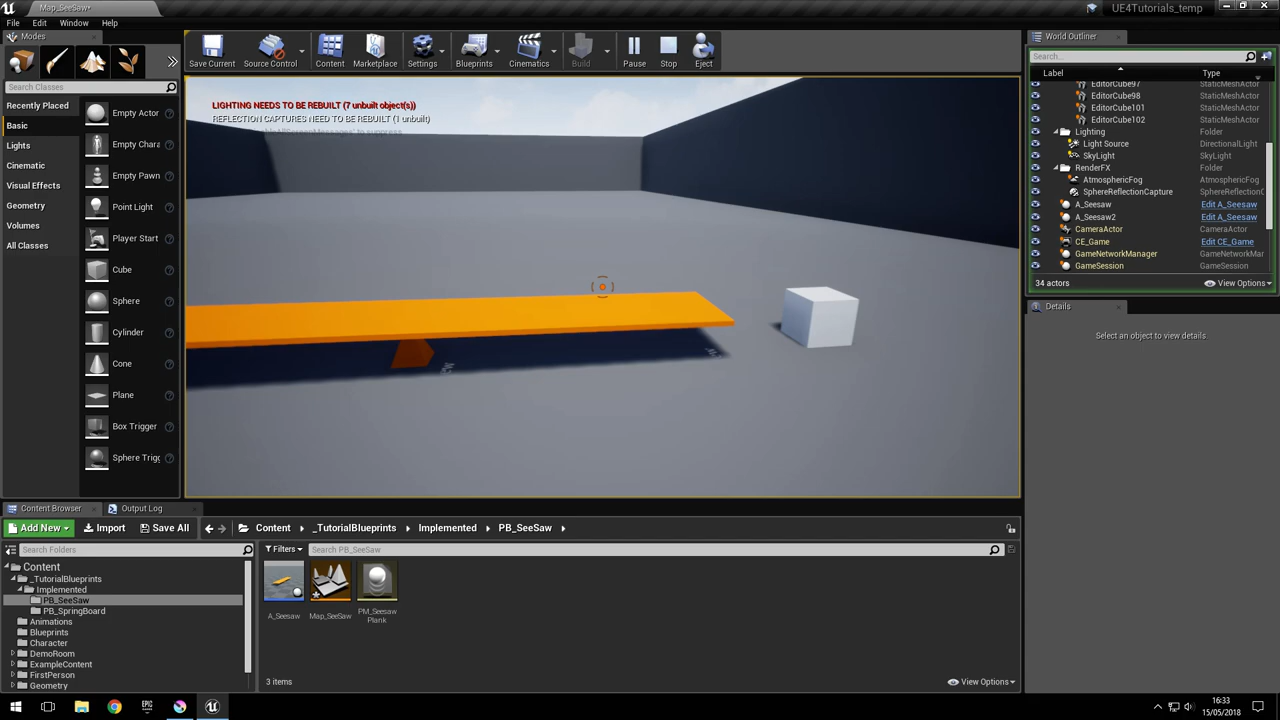 Map_SeeSaw*
UE4Tutorials_temp
File Edit Window Help
Modes
Search Classes
Recently Placed
Basic
Lights
Cinematic
Visual Effects
Geometry
Volumes
All Classes
Empty Actor
Empty Chara
Empty Pawn
Point Light
Player Start
Cube
Sphere
Cylinder
Cone
Plane
Box Trigger
Sphere Trigg
Save Current Source Control Content Marketplace Settings Blueprints Cinematics Build Pause Stop Eject
LIGHTING NEEDS TO BE REBUILT (7 unbuilt object(s))
REFLECTION CAPTURES NEED TO BE REBUILT (1 unbuilt)
World Outliner
Search...
Label Type
EditorCube97 StaticMeshActor
EditorCube98 StaticMeshActor
EditorCube101 StaticMeshActor
EditorCube102 StaticMeshActor
Lighting Folder
Light Source DirectionalLight
SkyLight SkyLight
RenderFX Folder
AtmosphericFog AtmosphericFog
SphereReflectionCapture SphereReflectionC
A_Seesaw Edit A_Seesaw
A_Seesaw2 Edit A_Seesaw
CameraActor CameraActor
CE_Game Edit CE_Game
GameNetworkManager GameNetworkMar
GameSession GameSession
34 actors View Options
Details
Select an object to view details.
Content Browser Output Log
Add New Import Save All Content _TutorialBlueprints Implemented PB_SeeSaw
Search Folders
Filters Search PB_SeeSaw
Content
_TutorialBlueprints
Implemented
PB_SeeSaw
PB_SpringBoard
Animations
Blueprints
Character
DemoRoom
ExampleContent
FirstPerson
Geometry
A_Seesaw
Map_SeeSaw
PM_Seesaw
Plank
3 items View Options
EPIC
16:33
15/05/2018